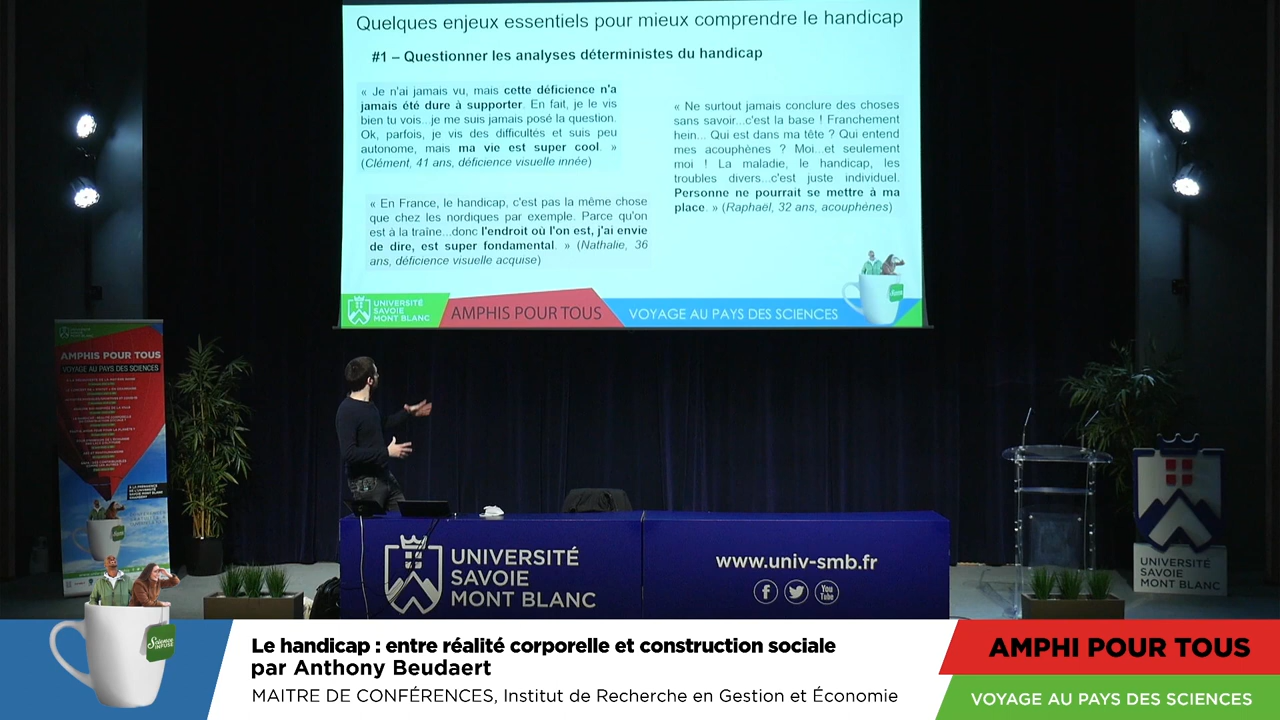 Quelques enjeux essentiels pour mieux comprendre le handicap
#1 – Questionner les analyses déterministes du handicap
« Je n'ai jamais vu, mais cette déficience n'a
jamais été dure à supporter. En fait, je le vis
bien tu vois...je me suis jamais posé la question.
Ok, parfois, je vis des difficultés et suis peu
autonome, mais ma vie est super cool. »
(Clément, 41 ans, déficience visuelle innée)
« En France, le handicap, c'est pas la même chose
que chez les nordiques par exemple. Parce qu'on
est à la traîne...donc l'endroit où l'on est, j'ai envie
de dire, est super fondamental. » (Nathalie, 36
ans, déficience visuelle acquise)
« Ne surtout jamais conclure des choses
sans savoir...c'est la base ! Franchement
hein... Qui est dans ma tête ? Qui entend
mes acouphènes ? Moi...et seulement
moi ! La maladie, le handicap, les
troubles divers...c'est juste individuel.
Personne ne pourrait se mettre à ma
place. » (Raphaël, 32 ans, acouphènes)
UNIVERSITÉ
SAVOIE
MONT BLANC
AMPHIS POUR TOUS
VOYAGE AU PAYS DES SCIENCES
AMPHIS POUR TOUS
VOYAGE AU PAYS DES SCIENCES
UNIVERSITÉ
SAVOIE
MONT BLANC
www.univ-smb.fr
You
Tube
UNIVERSITÉ
SAVOIE
MONT BLANC
Science
INFUSE
Le handicap : entre réalité corporelle et construction sociale
par Anthony Beudaert
MAITRE DE CONFÉRENCES, Institut de Recherche en Gestion et Économie
AMPHI POUR TOUS
VOYAGE AU PAYS DES SCIENCES